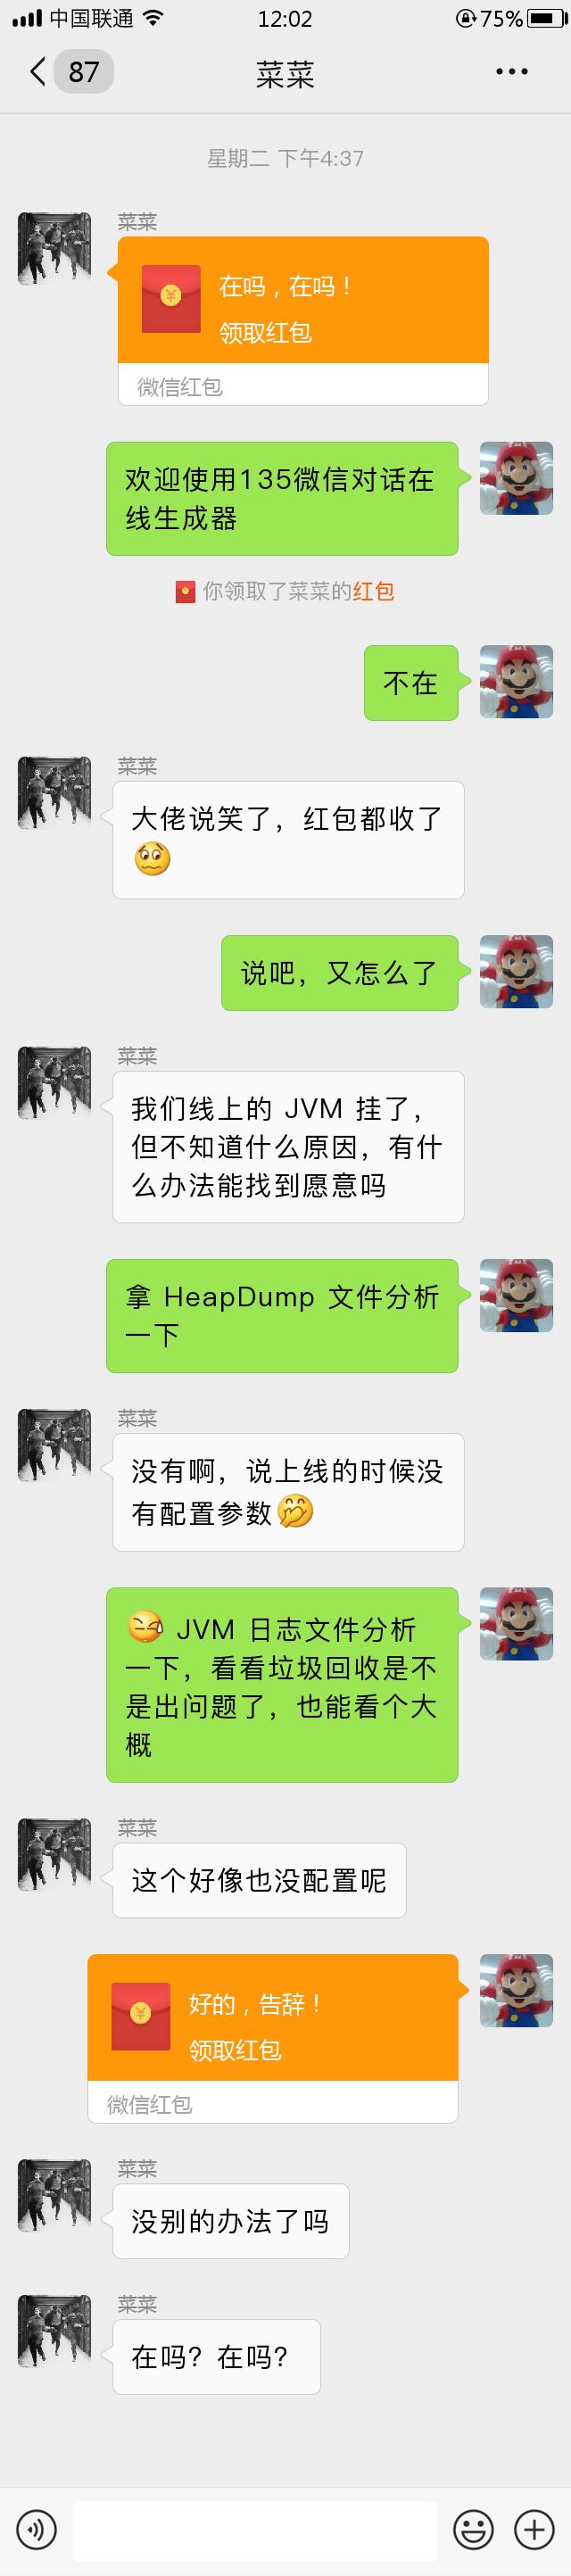 中国联通 12:02 75%
87 菜菜
星期二 下午4:37
菜菜
在吗，在吗！
领取红包
微信红包
欢迎使用135微信对话在
线生成器
你领取了菜菜的红包
不在
菜菜
大佬说笑了，红包都收了
说吧，又怎么了
菜菜
我们线上的 JVM 挂了，
但不知道什么原因，有什
么办法能找到愿意吗
拿 HeapDump 文件分析
一下
菜菜
没有啊，说上线的时候没
有配置参数
JVM 日志文件分析
一下，看看垃圾回收是不
是出问题了，也能看个大
概
菜菜
这个好像也没配置呢
好的，告辞！
领取红包
微信红包
菜菜
没别的办法了吗
菜菜
在吗？在吗？